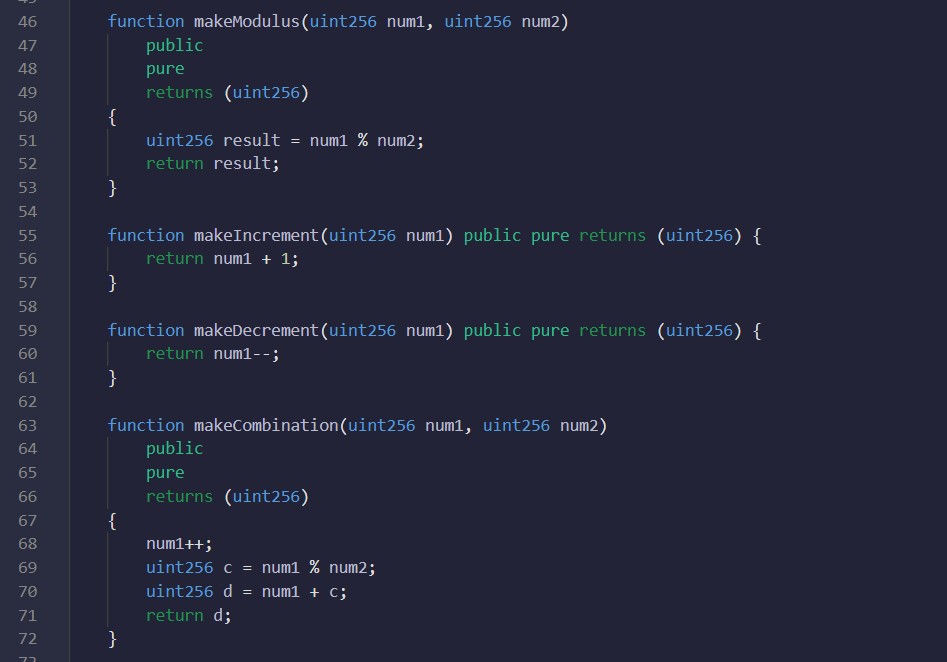 46 function makeModulus(uint256 num1, uint256 num2)
47 public
48 pure
49 returns (uint256)
50 {
51 uint256 result = num1 % num2;
52 return result;
53 }
54
55 function makeIncrement(uint256 num1) public pure returns (uint256) {
56 return num1 + 1;
57 }
58
59 function makeDecrement(uint256 num1) public pure returns (uint256) {
60 return num1--;
61 }
62
63 function makeCombination(uint256 num1, uint256 num2)
64 public
65 pure
66 returns (uint256)
67 {
68 num1++;
69 uint256 c = num1 % num2;
70 uint256 d = num1 + c;
71 return d;
72 }